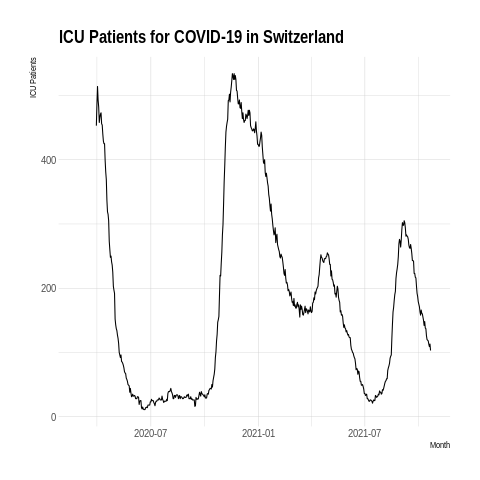 ICU Patients for COVID-19 in Switzerland
ICU Patients
400
200
0
2020-07
2021-01
2021-07
Month